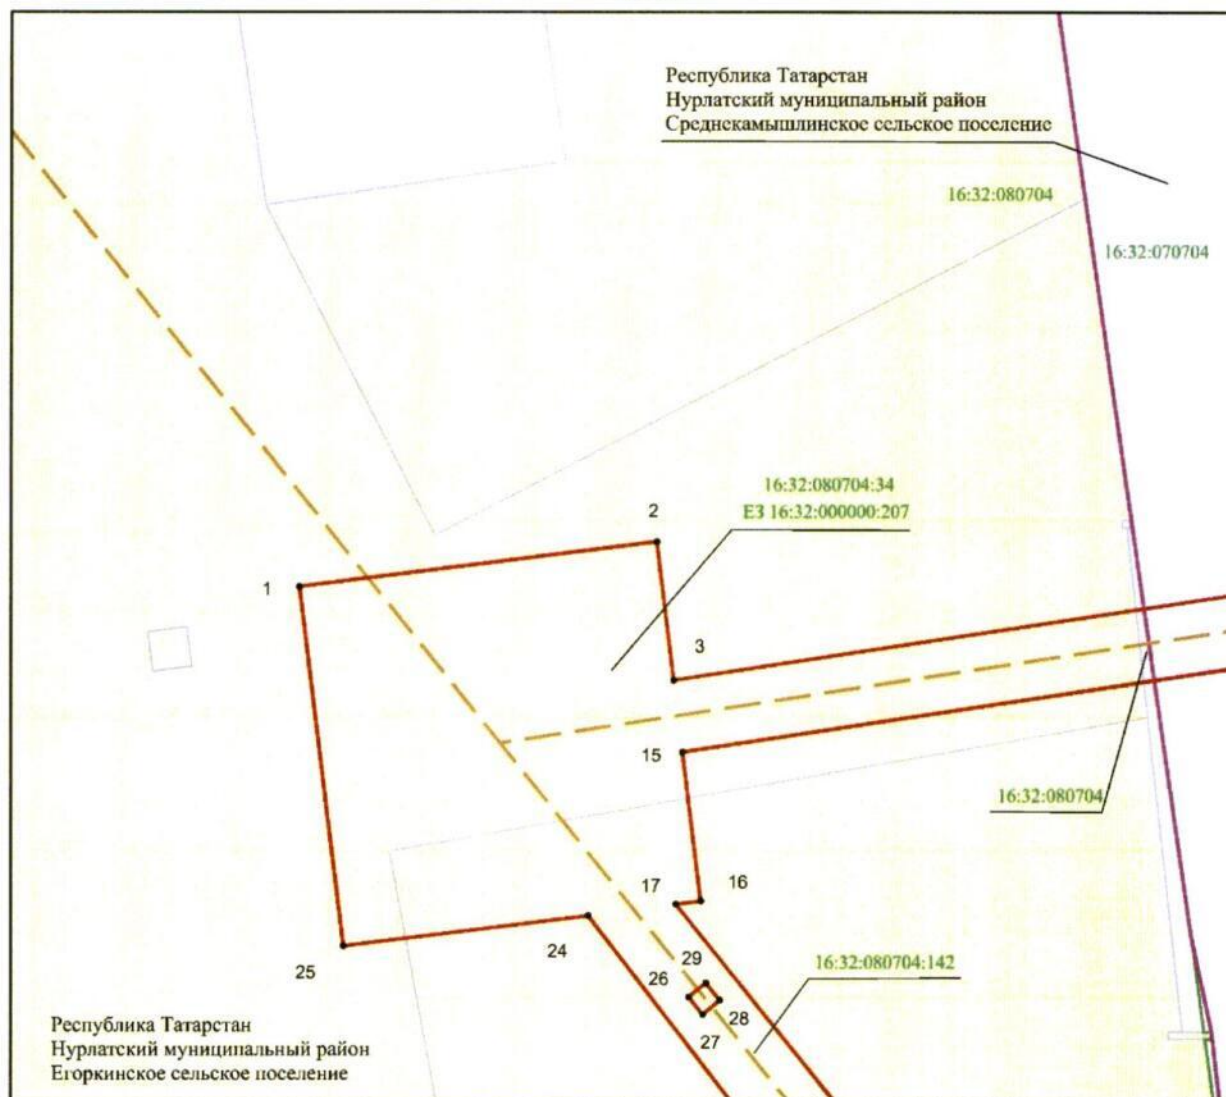 Республика Татарстан
Нурлатский муниципальный район
Среднекамышлинское сельское поселение
16:32:080704
16:32:070704
16:32:080704:34
ЕЗ 16:32:000000:207
2
1
3
15
16:32:080704
17
16
24
25
29
26
28
27
16:32:080704:142
Республика Татарстан
Нурлатский муниципальный район
Егоркинское сельское поселение